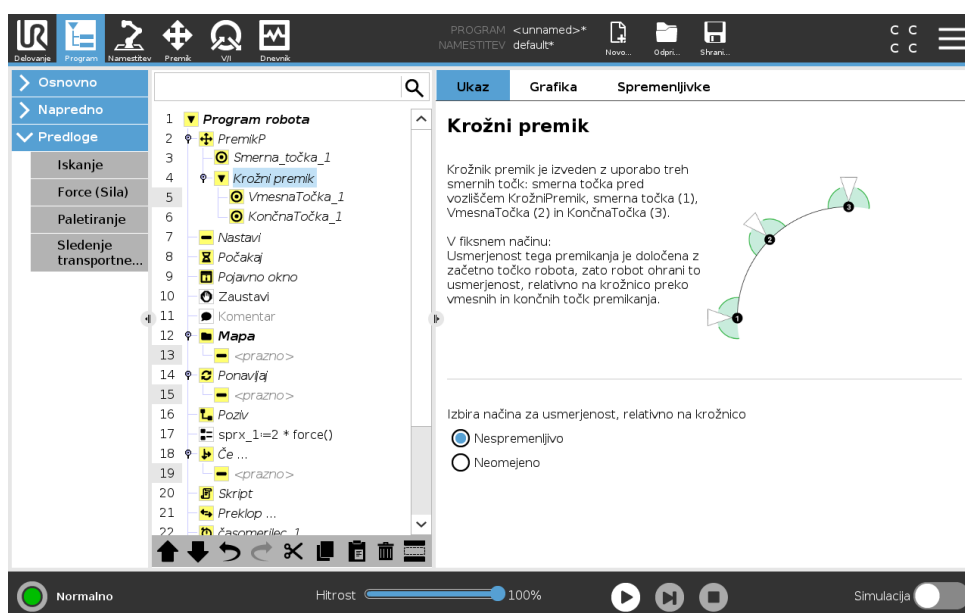 Delovanje
Program
Namestitev
Premik
V/I
Dnevnik
PROGRAM <unnamed>*
NAMESTITEV default*
Novo...
Odpri...
Shrani...
C C
C C
Osnovno
Napredno
Predloge
Iskanje
Force (Sila)
Paletiranje
Sledenje
transportne...
1 Program robota
2 PremikP
3 Smerna_točka_1
4 Krožni premik
5 VmesnaTočka_1
6 KončnaTočka_1
7 Nastavi
8 Počakaj
9 Pojavno okno
10 Zaustavi
11 Komentar
12 Mapa
13 <prazno>
14 Ponavljaj
15 <prazno>
16 Poziv
17 sprx_1:=2 * force()
18 Če ...
19 <prazno>
20 Skript
21 Preklop ...
22 časomerilec_1
Ukaz
Grafika
Spremenljivke
Krožni premik
Krožnik premik je izveden z uporabo treh
smernih točk: smerna točka pred
vozliščem KrožniPremik, smerna točka (1),
VmesnaTočka (2) in KončnaTočka (3).
V fiksnem načinu:
Usmerjenost tega premikanja je določena z
začetno točko robota, zato robot ohrani to
usmerjenost, relativno na krožnico preko
vmesnih in končnih točk premikanja.
3
2
1
Izbira načina za usmerjenost, relativno na krožnico
Nespremenljivo
Neomejeno
Normalno
Hitrost
100%
Simulacija